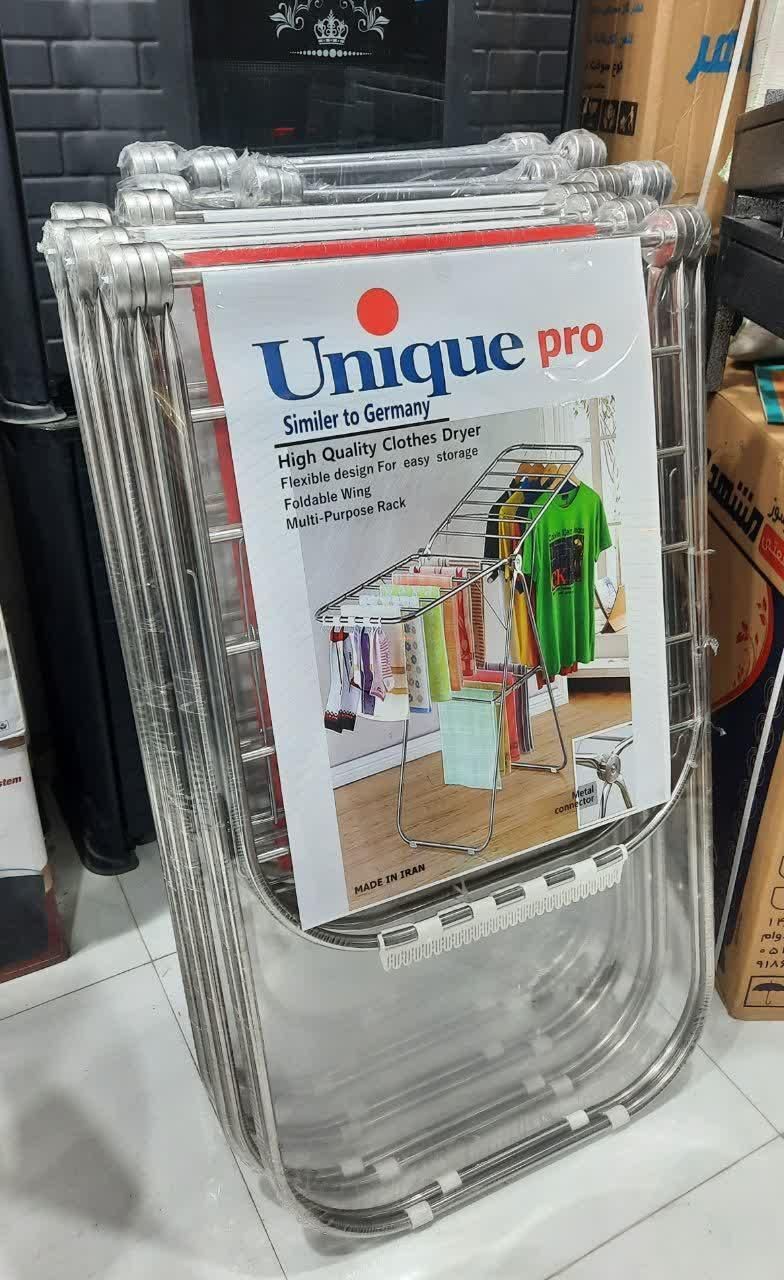 Unique pro
Similer to Germany
High Quality Clothes Dryer
Flexible design For easy storage
Foldable Wing
Multi-Purpose Rack
Metal
connector
MADE IN IRAN